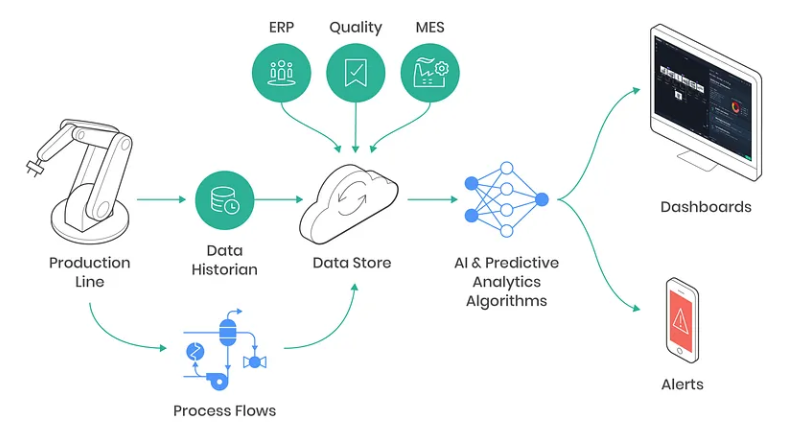 ERP
Quality
MES
Production
Line
Data
Historian
Data Store
AI & Predictive
Analytics
Algorithms
Dashboards
Process Flows
Alerts